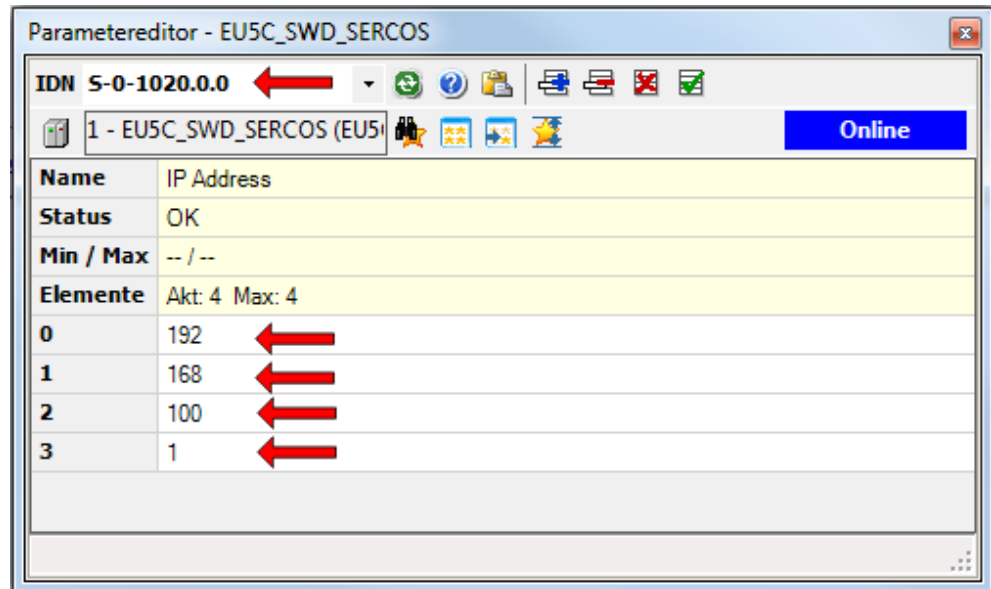 Parametereditor - EU5C_SWD_SERCOS
IDN S-0-1020.0.0
1 - EU5C_SWD_SERCOS (EU5
Online
Name IP Address
Status OK
Min / Max -- / --
Elemente Akt: 4 Max: 4
0 192
1 168
2 100
3 1